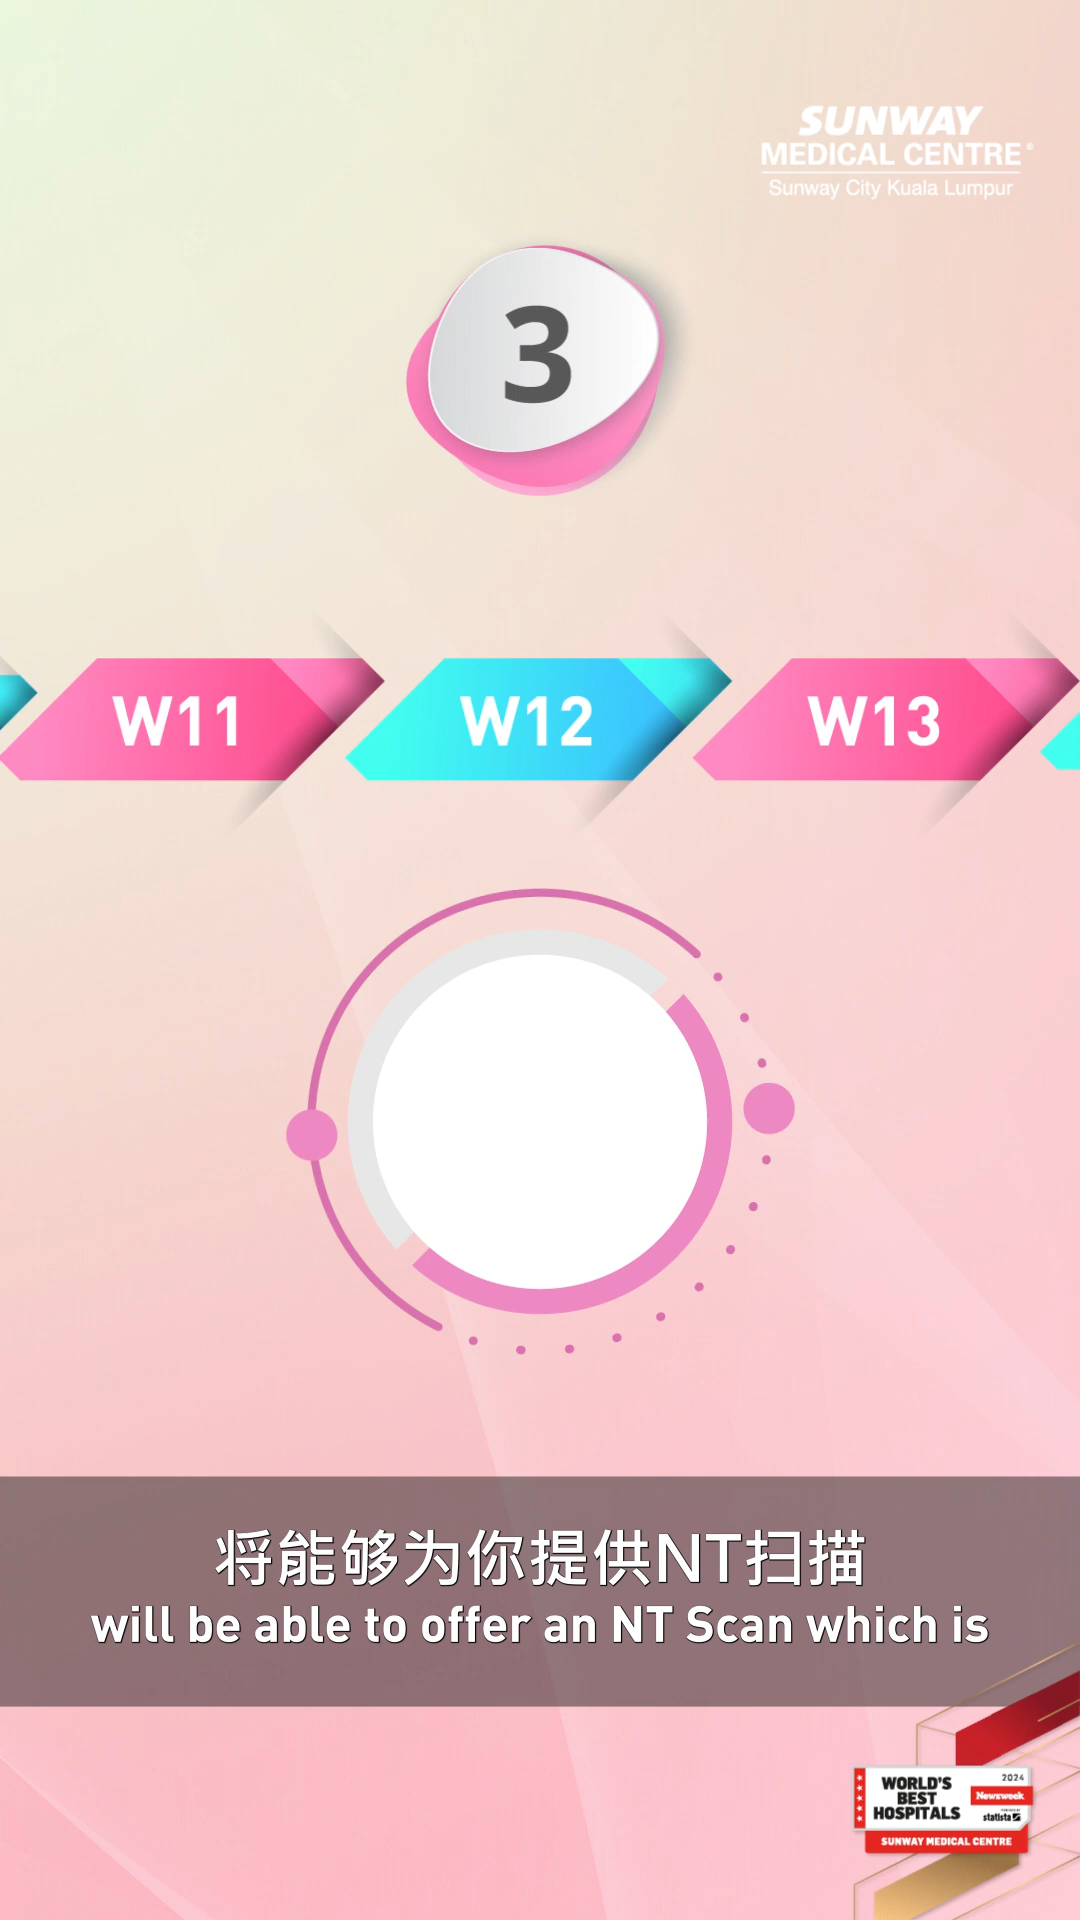 SUNWAY
MEDICAL CENTRE®
Sunway City Kuala Lumpur
3
W11
W12
W13
将能够为你提供NT扫描
will be able to offer an NT Scan which is
WORLD'S
BEST
HOSPITALS
2024
Newsweek
statista
SUNWAY MEDICAL CENTRE